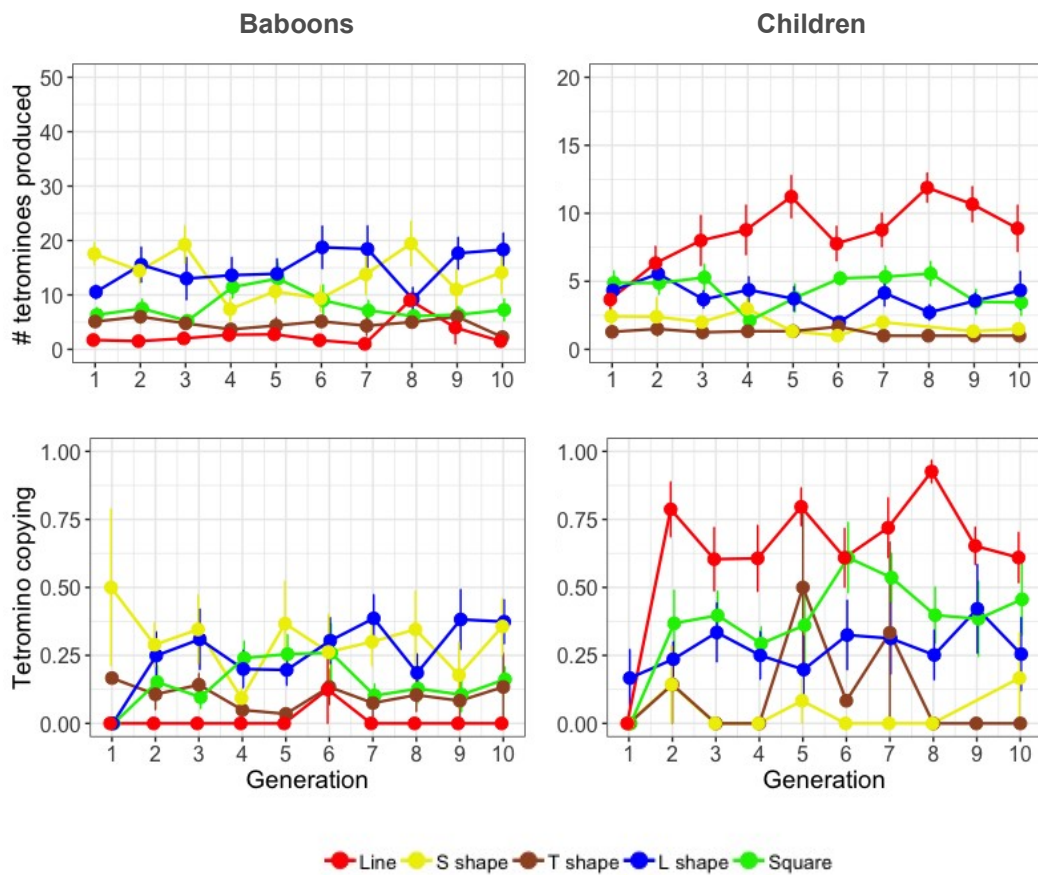 Baboons
Children
# tetrominoes produced
50
40
30
20
10
0
1 2 3 4 5 6 7 8 9 10
20
15
10
5
0
1 2 3 4 5 6 7 8 9 10
Tetromino copying
1.00
0.75
0.50
0.25
0.00
1 2 3 4 5 6 7 8 9 10
Generation
1.00
0.75
0.50
0.25
0.00
1 2 3 4 5 6 7 8 9 10
Generation
Line S shape T shape L shape Square